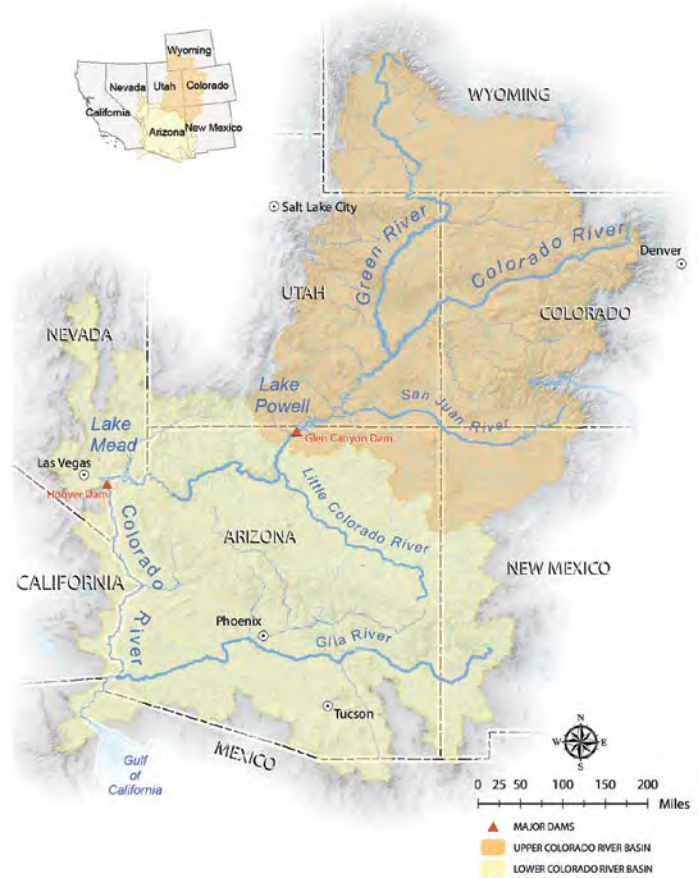 Wyoming
Nevada
Utah
Colorado
California
Arizona
New Mexico
WYOMING
Salt Lake City
Green River
Colorado River
Denver
UTAH
COLORADO
NEVADA
Lake
Powell
San Juan River
Lake
Mead
Glen Canyon Dam
Las Vegas
Hoover Dam
Little Colorado River
Colorado
River
ARIZONA
NEW MEXICO
CALIFORNIA
Phoenix
Gila River
Tucson
MEXICO
Gulf
of
California
N
W E
S
0 25 50 100 150 200
Miles
MAJOR DAMS
UPPER COLORADO RIVER BASIN
LOWER COLORADO RIVER BASIN